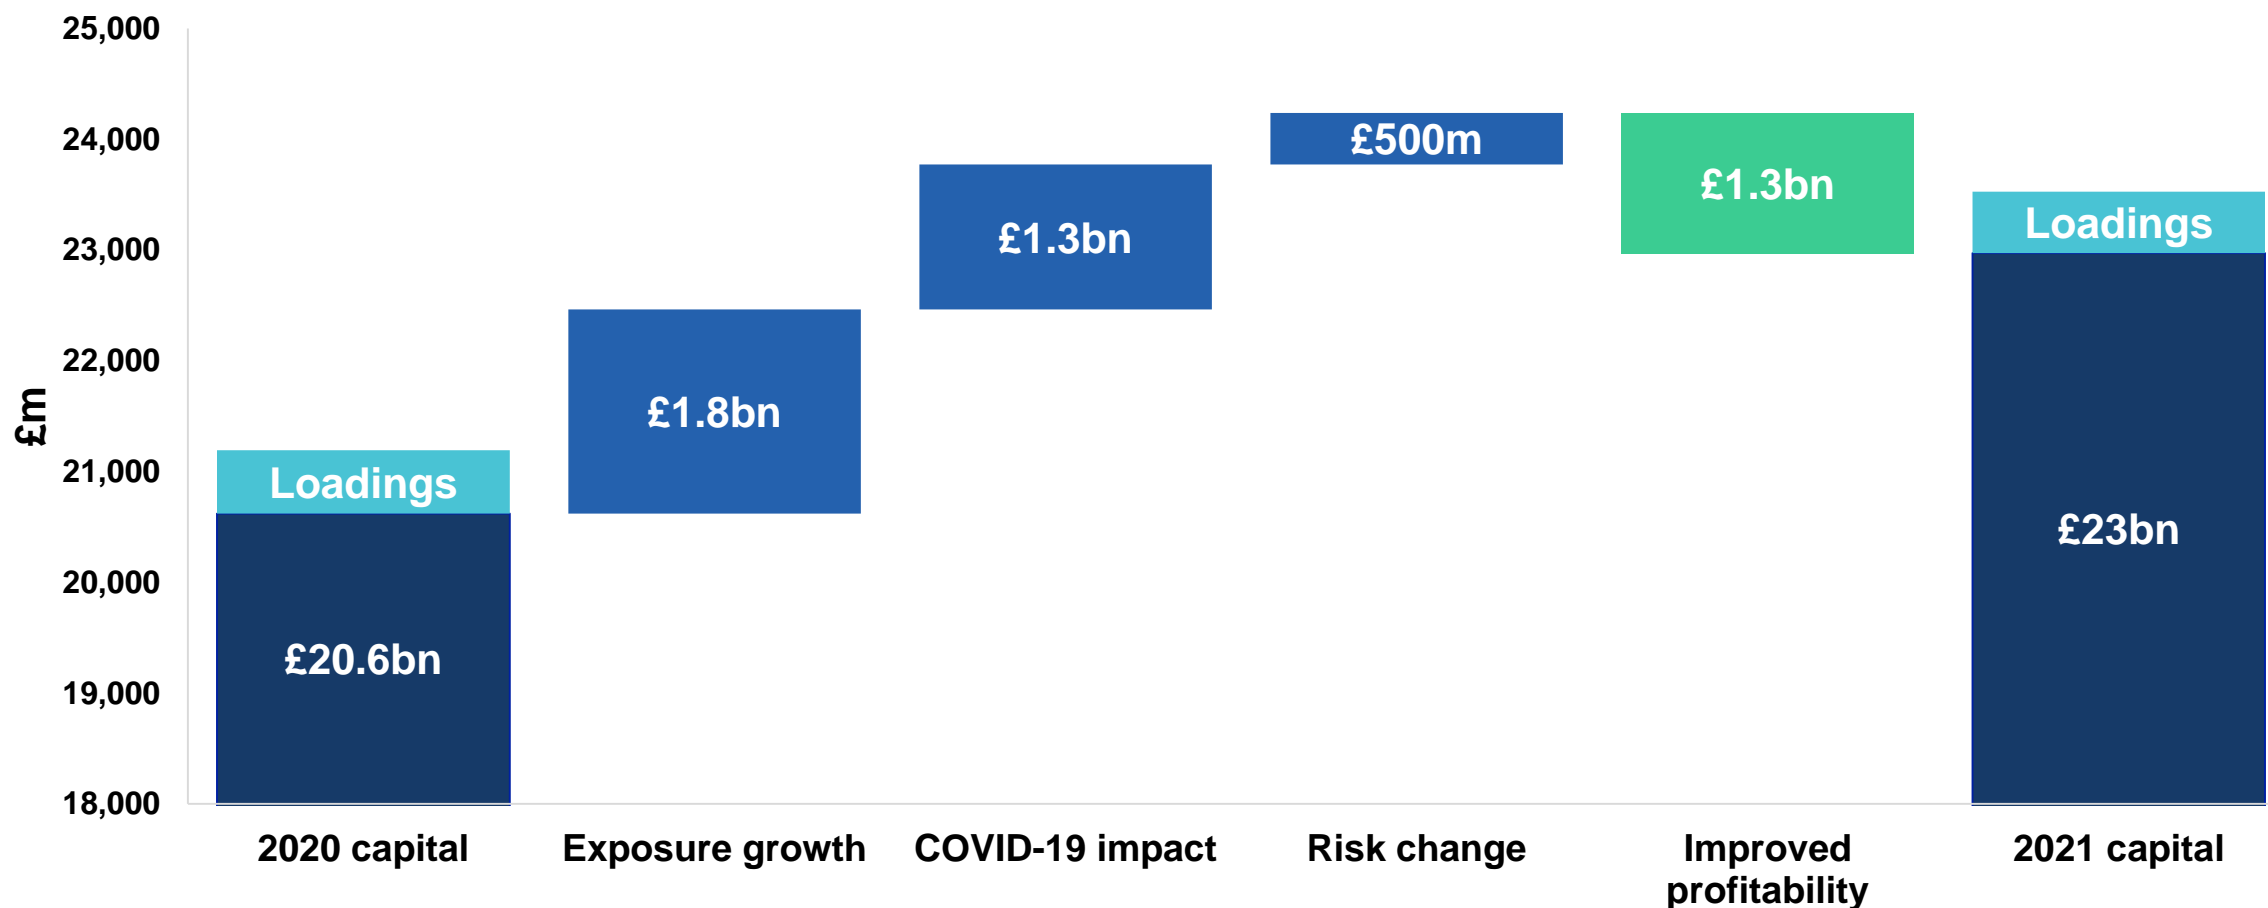 25,000
24,000
23,000
22,000
21,000
20,000
19,000
18,000
£m
Loadings
£20.6bn
£1.8bn
£1.3bn
£500m
£1.3bn
Loadings
£23bn
2020 capital
Exposure growth
COVID-19 impact
Risk change
Improved
profitability
2021 capital